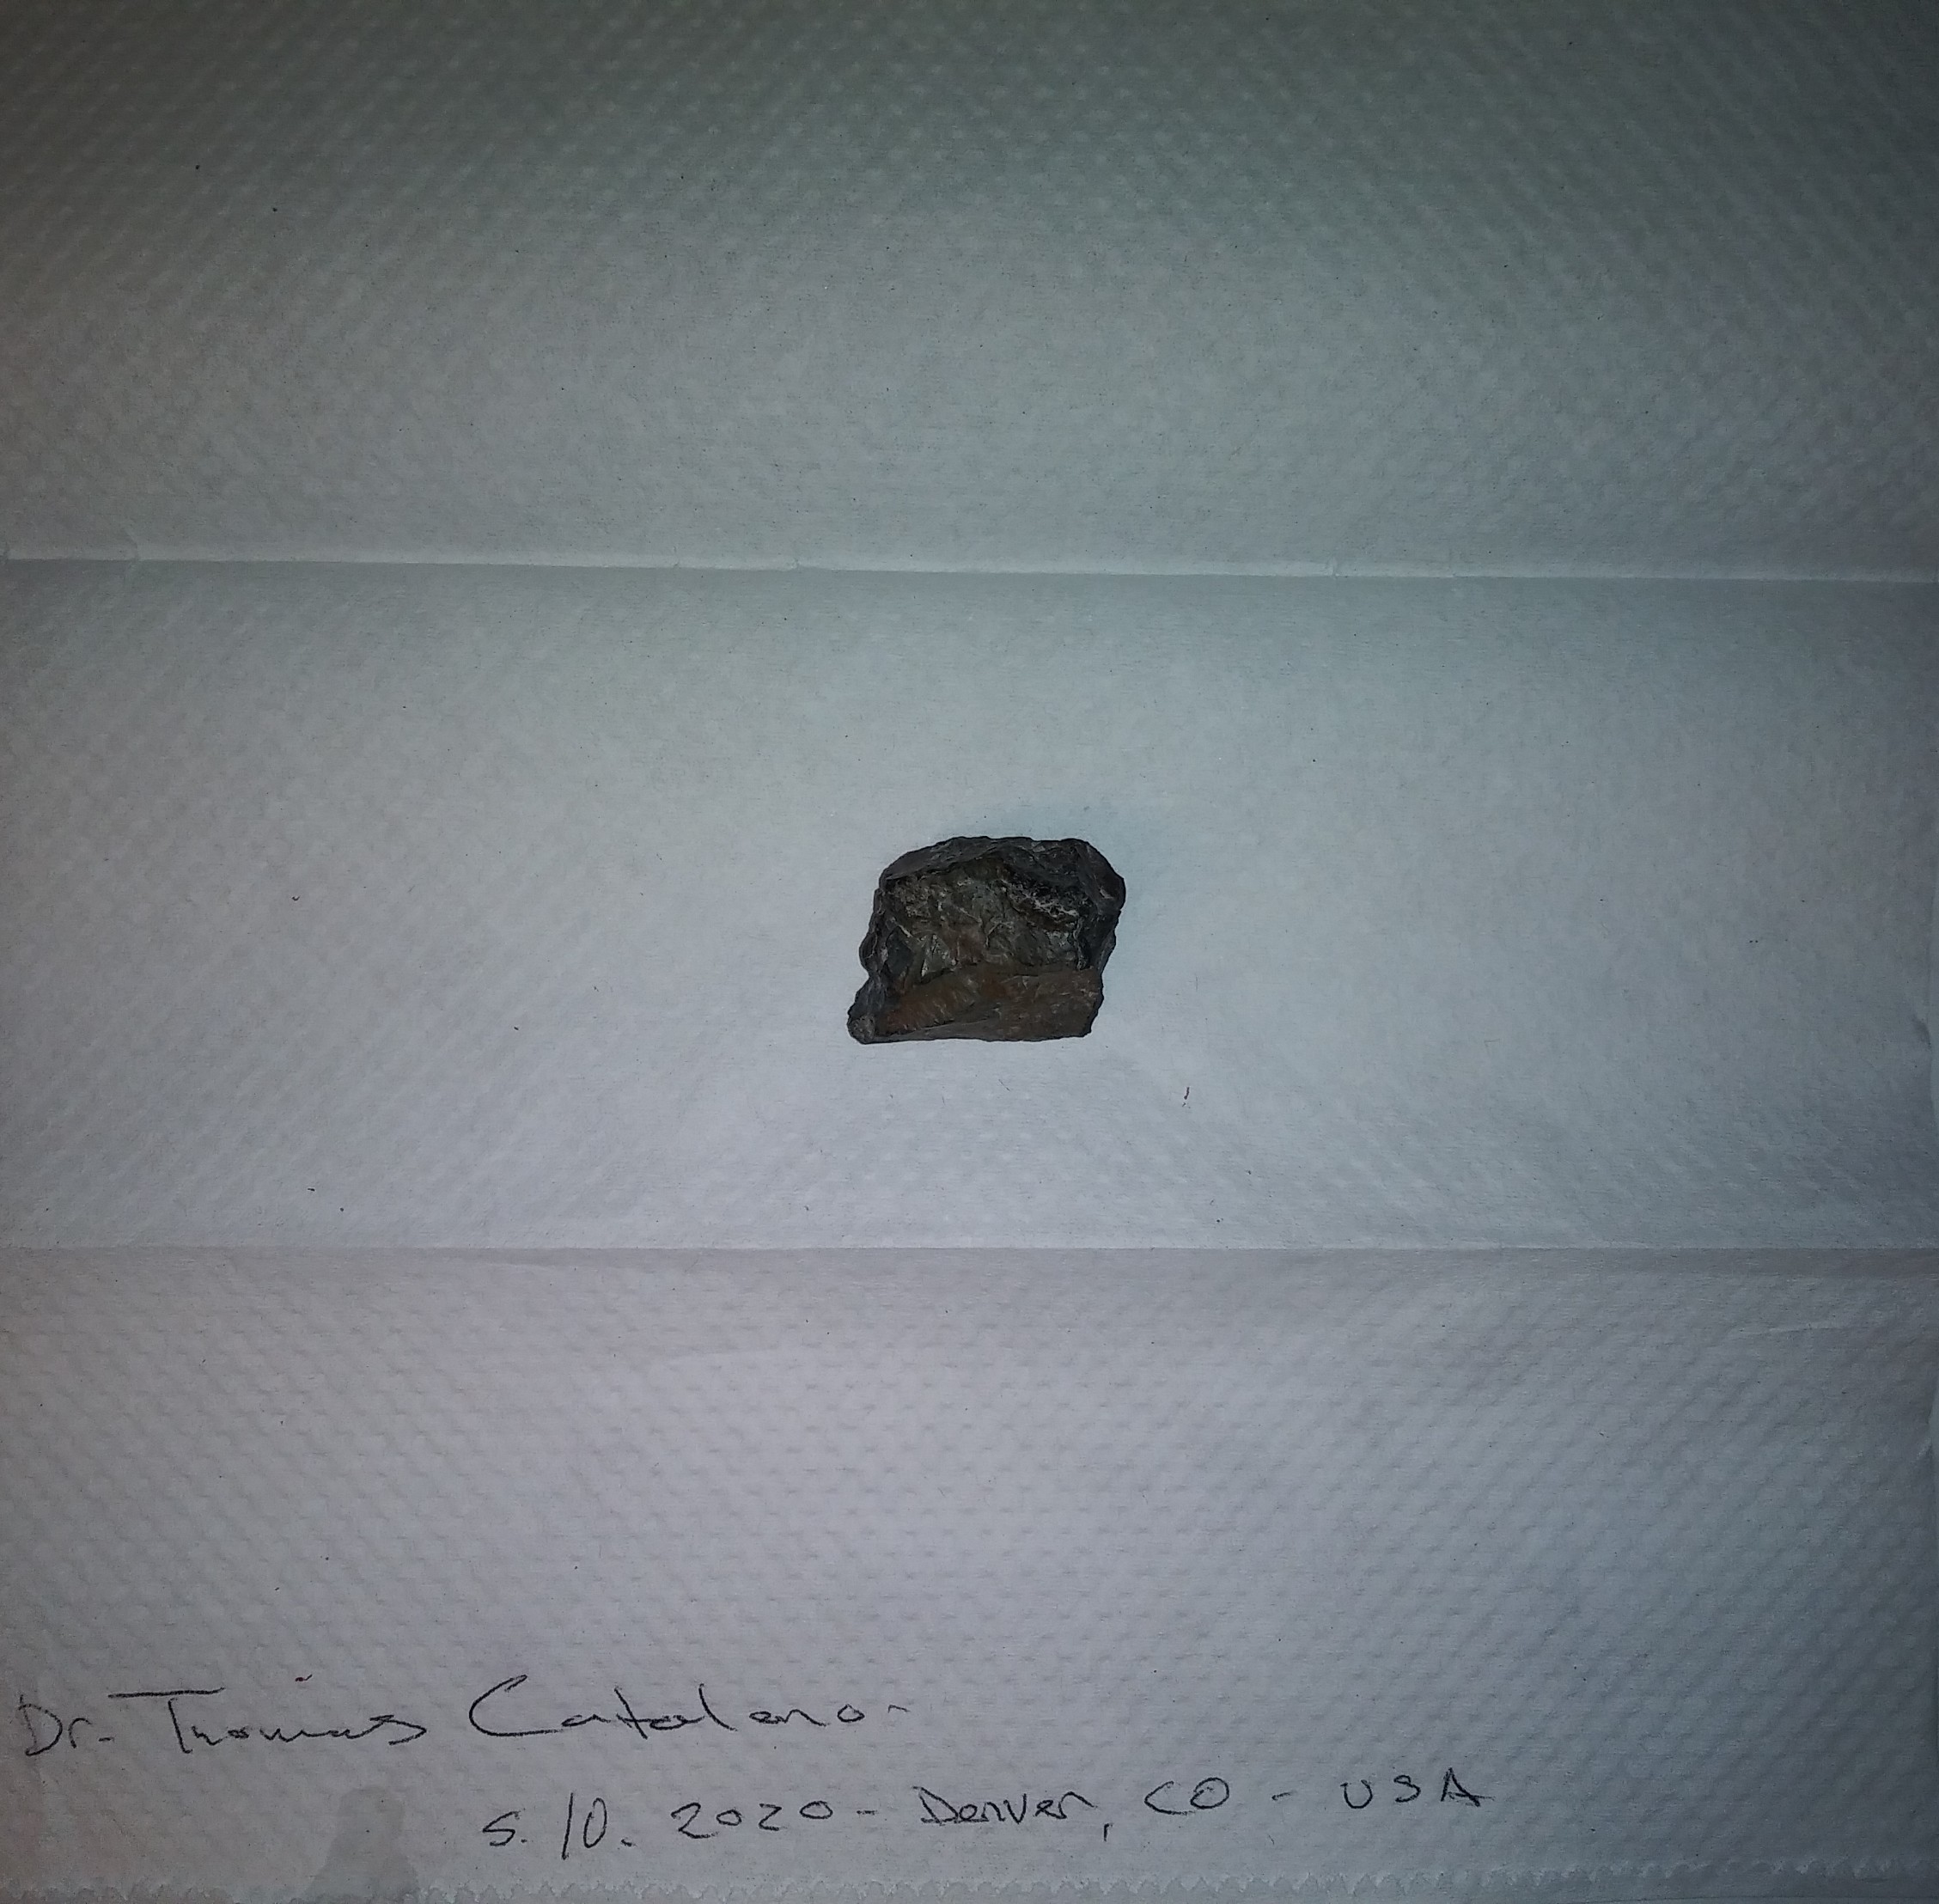 Dr. Thomas Catalano-
5.10.2020 - Denver, CO - USA